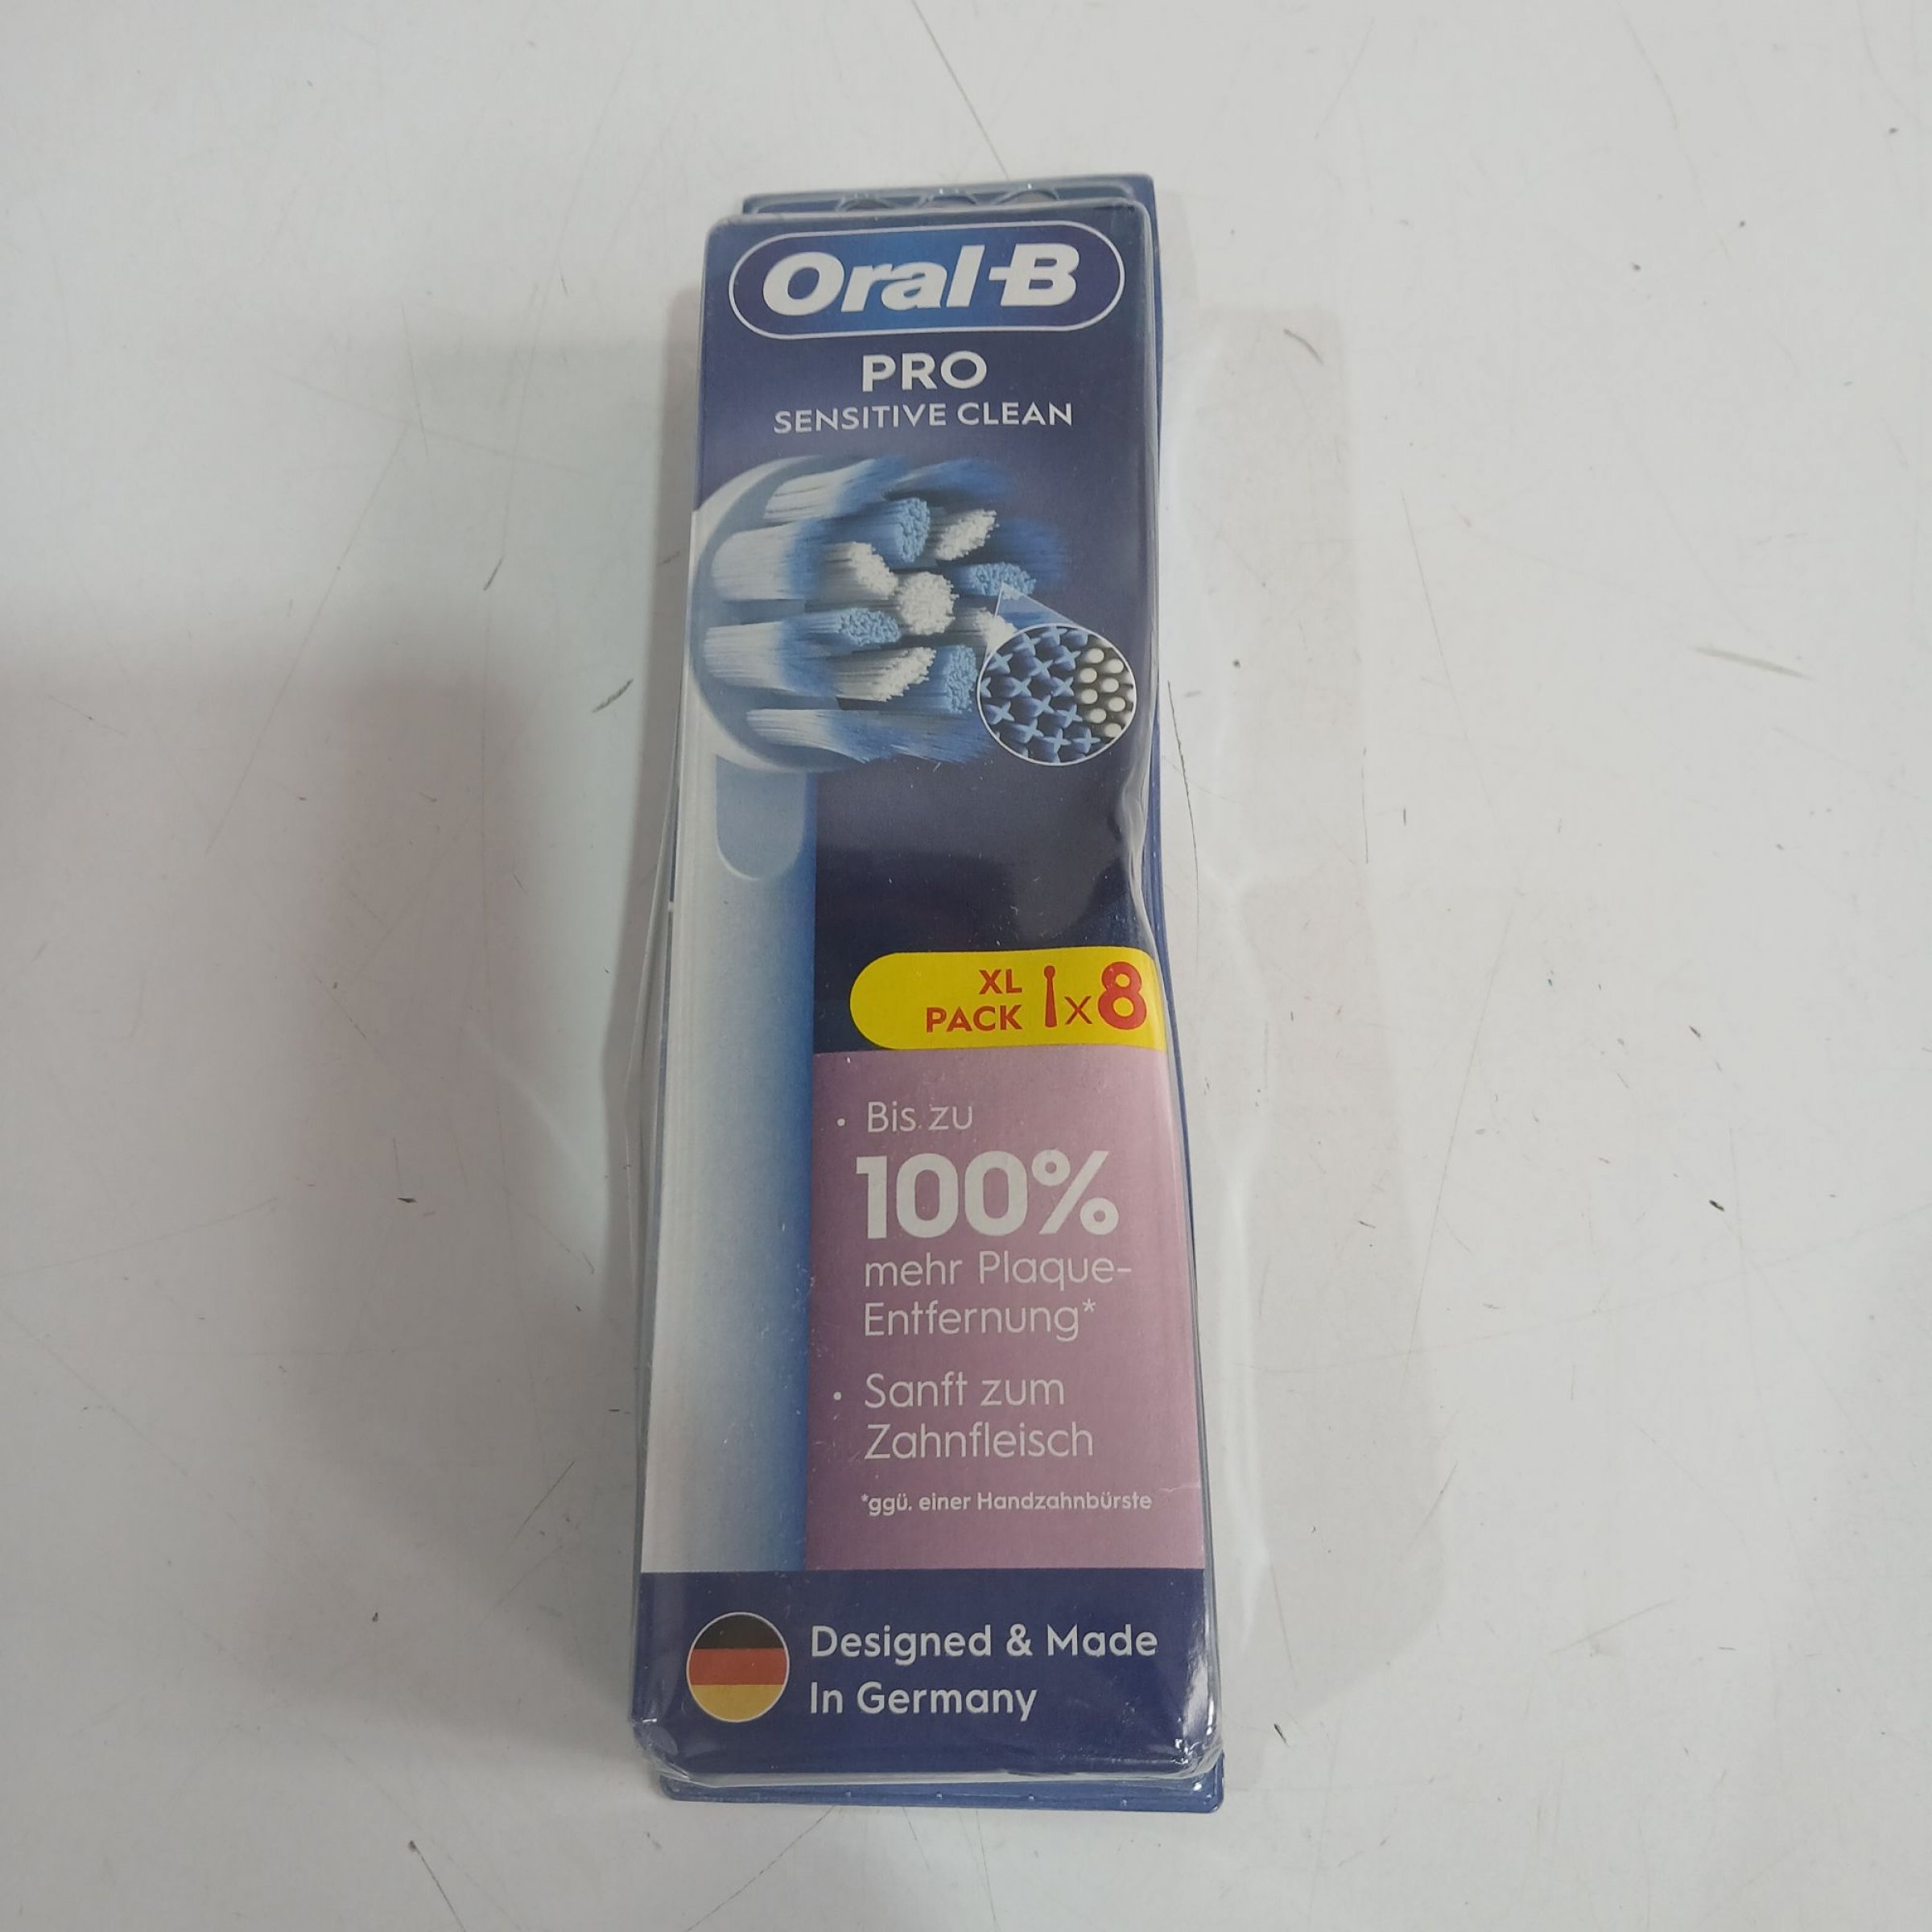 Oral-B
PRO
SENSITIVE CLEAN
XL
PACK x8
• Bis zu
100%
mehr Plaque-
Entfernung*
• Sanft zum
Zahnfleisch
*ggü. einer Handzahnbürste
Designed & Made
In Germany